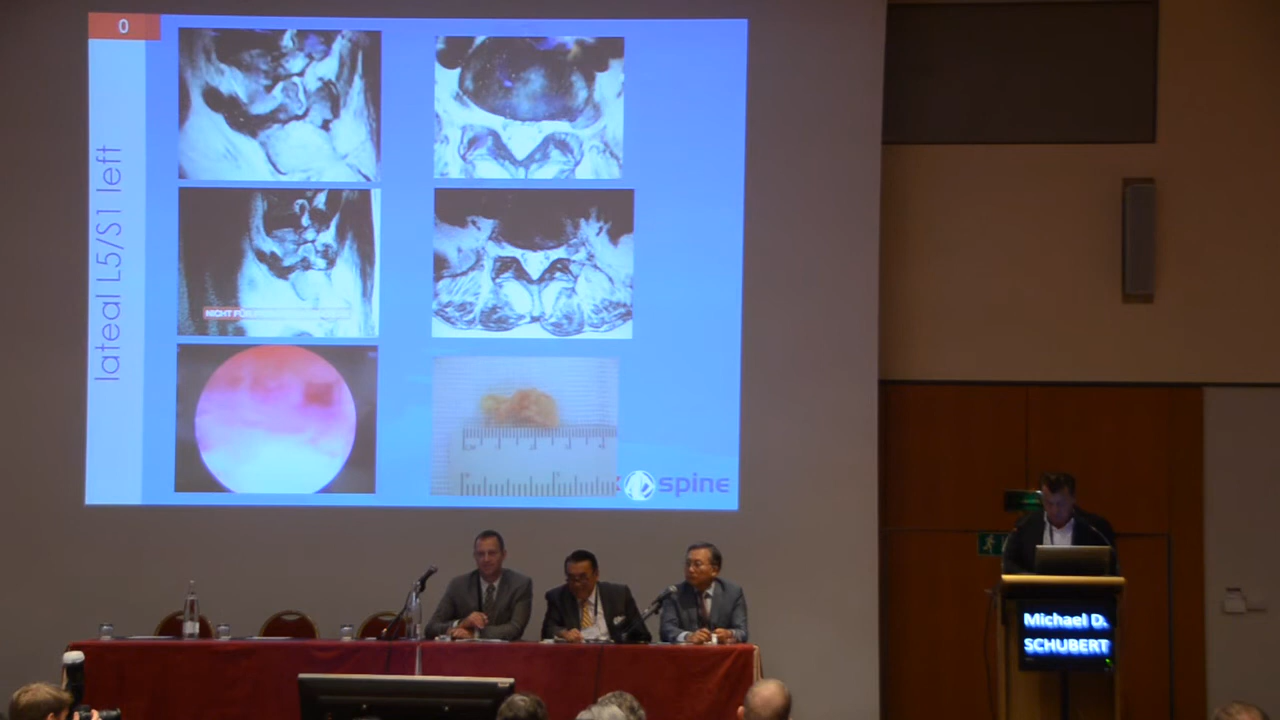 0
lateal L5/S1 left
NICHT FÜR
spine
Michael D.
SCHUBERT